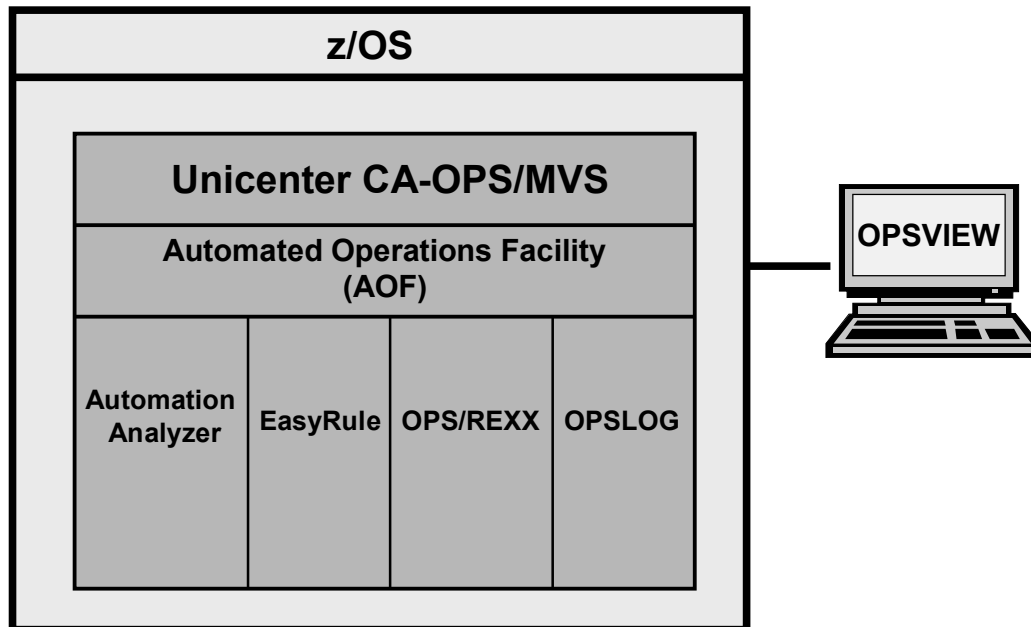 z/OS
Unicenter CA-OPS/MVS
Automated Operations Facility
(AOF)
Automation
Analyzer
EasyRule
OPS/REXX
OPSLOG
OPSVIEW